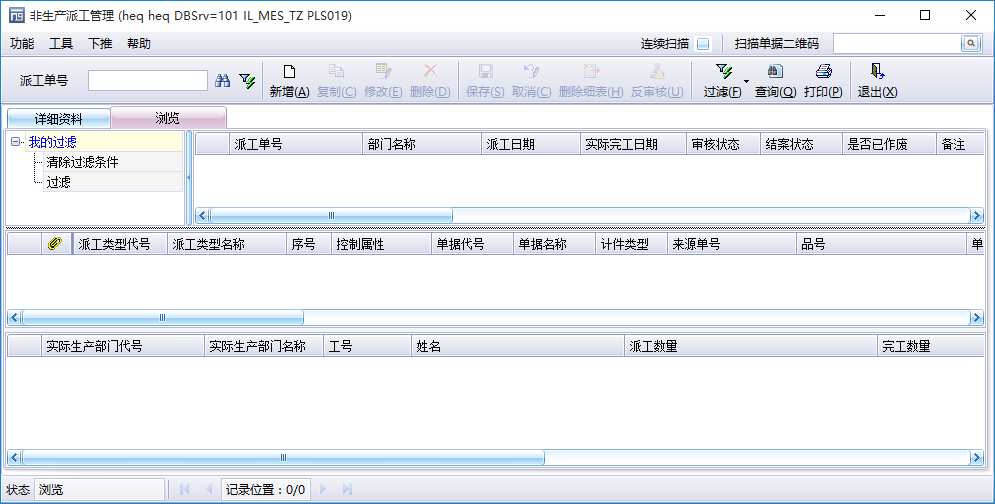 非生产派工管理 (heq heq DBSrv=101 IL_MES_TZ PLS019)
功能 工具 下推 帮助 连续扫描 扫描单据二维码
派工单号 新增(A) 复制(C) 修改(E) 删除(D) 保存(S) 取消(C) 删除细表(H) 反审核(U) 过滤(F) 查询(Q) 打印(P) 退出(X)
详细资料 浏览
我的过滤
清除过滤条件
过滤
派工单号 部门名称 派工日期 实际完工日期 审核状态 结案状态 是否已作废 备注
派工类型代号 派工类型名称 序号 控制属性 单据代号 单据名称 计件类型 来源单号 品号 单
实际生产部门代号 实际生产部门名称 工号 姓名 派工数量 完工数量
状态 浏览 记录位置：0/0